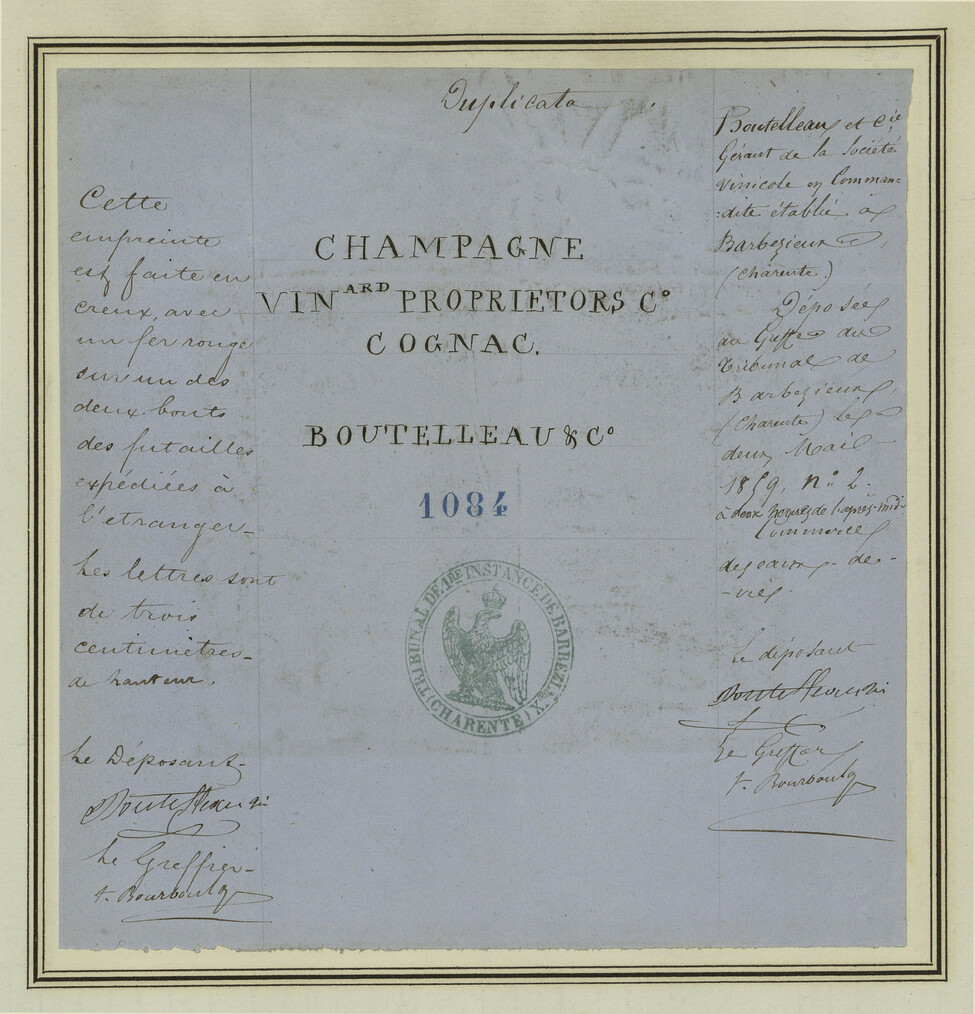 Duplicata
Cette
empreinte
est faite en
creux, avec
un fer rouge
sur un des
deux bouts
des futailles
expédiées à
l'etranger-
Les lettres sont
de trois
centimètres-
de hauteur.
Le Déposant-
Le Greffier-
CHAMPAGNE
VINARD PROPRIETORS Co
COGNAC.
BOUTELLEAU & Co
1084
TRIBUNAL DE 1RE INSTANCE DE BARBEZIEUX
(CHARENTE)
Boutelleau et Cie
Gérant de la Société
Vinicole en Comman-
-dite établie à
Barbezieux,
(Charente)
Déposée
au Greffe du
Tribunal de
Barbezieux,
(Charente) le
deux Mai
1859, n° 2.
à deux heures de l'après-midi
Commerce
des eaux-de-
-vie.
Le déposant
Le Greffier